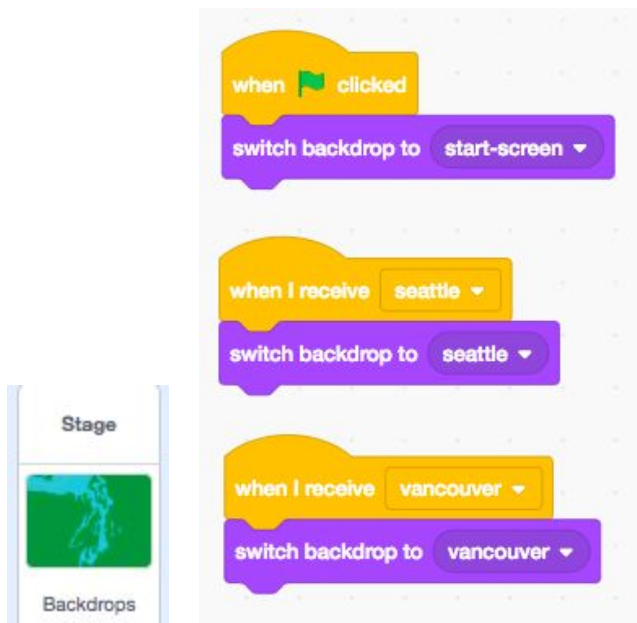 when clicked
switch backdrop to start-screen
when I receive seattle
switch backdrop to seattle
when I receive vancouver
switch backdrop to vancouver
Stage
Backdrops